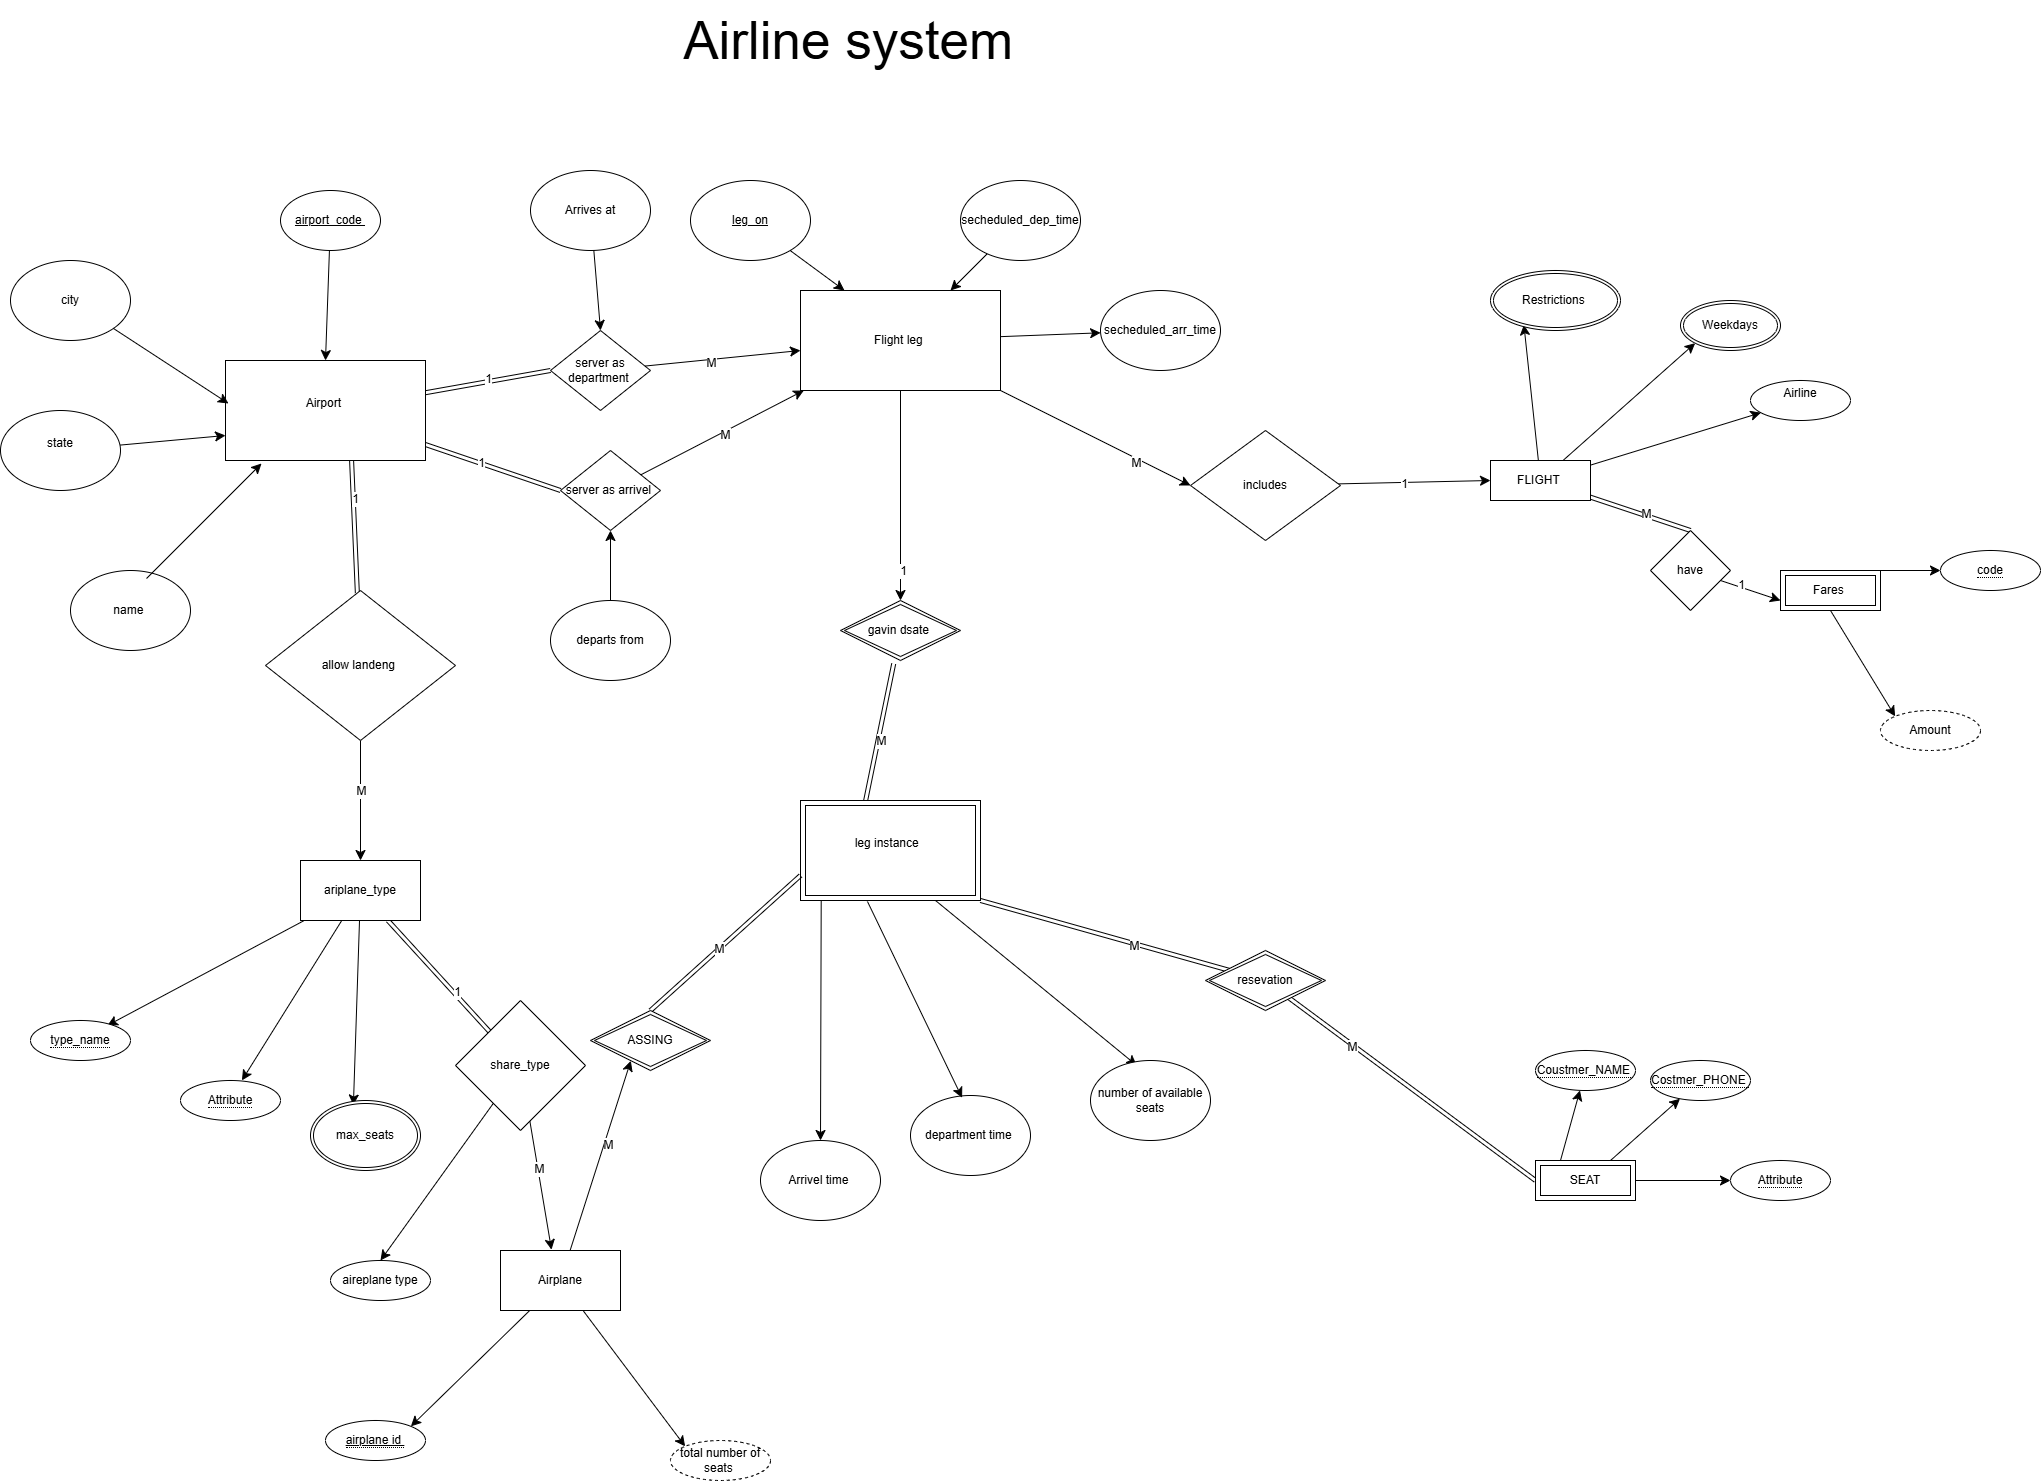 Airline system
airport_code
Arrives at
leg_on
secheduled_dep_time
city
Restrictions
Weekdays
secheduled_arr_time
Flight leg
server as
department
1
M
Airline
Airport
state
M
1
server as arrivel
M
includes
1
FLIGHT
1
M
have
code
1
Fares
1
name
gavin dsate
departs from
allow landeng
Amount
M
M
leg instance
ariplane_type
M
M
1
resevation
type_name
ASSING
M
share_type
Coustmer_NAME
Costmer_PHONE
Attribute
number of available
seats
max_seats
department time
M
M
Arrivel time
SEAT
Attribute
aireplane type
Airplane
airplane id
total number of
seats